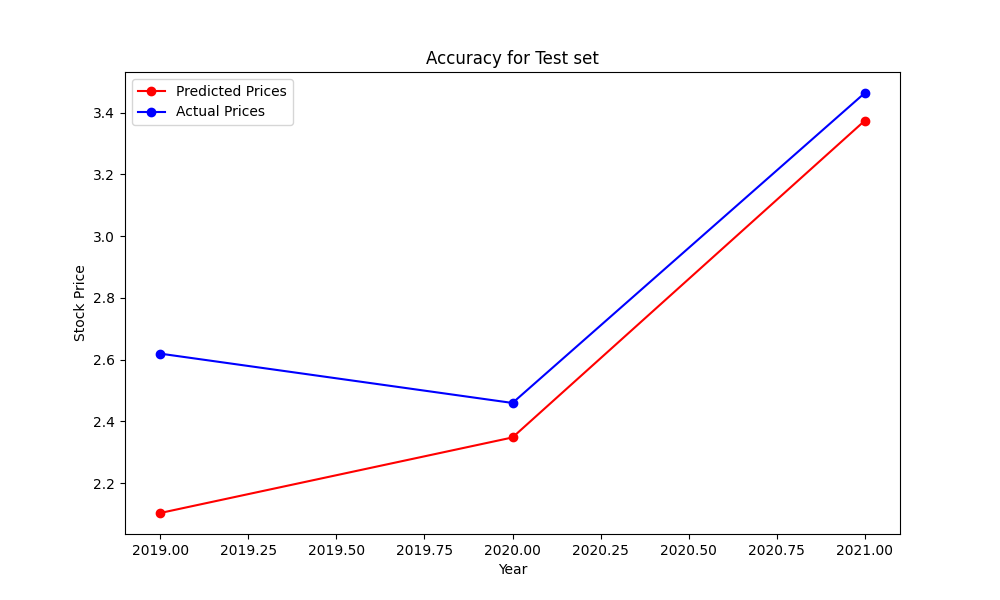 Accuracy for Test set
Predicted Prices
Actual Prices
3.4
3.2
3.0
2.8
2.6
2.4
2.2
Stock Price
2019.00 2019.25 2019.50 2019.75 2020.00 2020.25 2020.50 2020.75 2021.00
Year